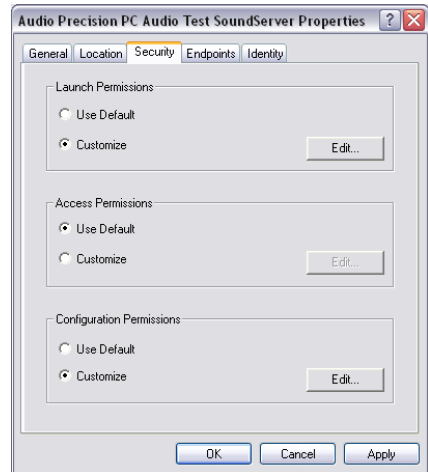 Audio Precision PC Audio Test SoundServer Properties
General Location Security Endpoints Identity
Launch Permissions
Use Default
Customize
Edit...
Access Permissions
Use Default
Customize
Edit...
Configuration Permissions
Use Default
Customize
Edit...
OK Cancel Apply